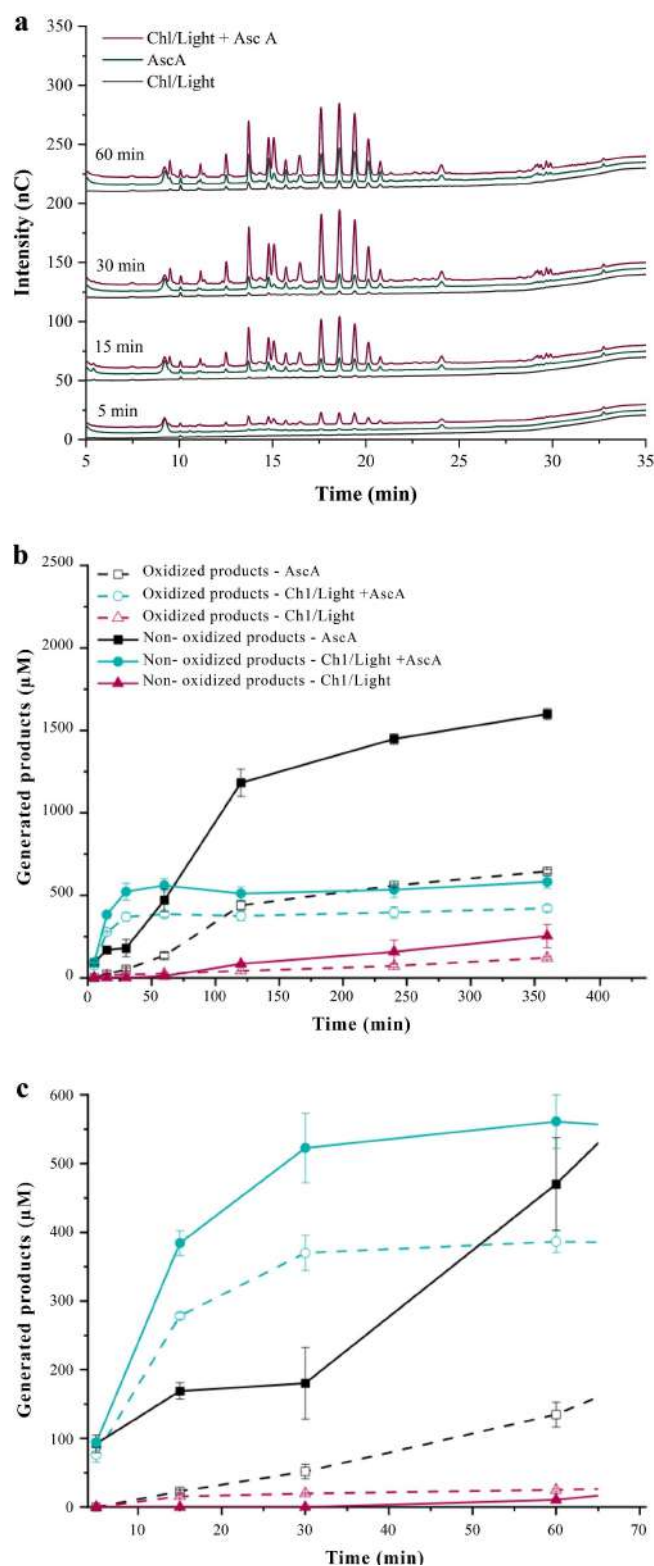 a
350
300
250
200
150
100
50
0
Intensity (nC)
Chl/Light + Asc A
AscA
Chl/Light
60 min
30 min
15 min
5 min
5
10
15
20
25
30
35
Time (min)
b
2500
2000
1500
1000
500
0
Generated products (µM)
Oxidized products - AscA
Oxidized products - Ch1/Light +AscA
Oxidized products - Ch1/Light
Non- oxidized products - AscA
Non- oxidized products - Ch1/Light +AscA
Non- oxidized products - Ch1/Light
0
50
100
150
200
250
300
350
400
Time (min)
c
600
500
400
300
200
100
0
Generated products (µM)
10
20
30
40
50
60
70
Time (min)